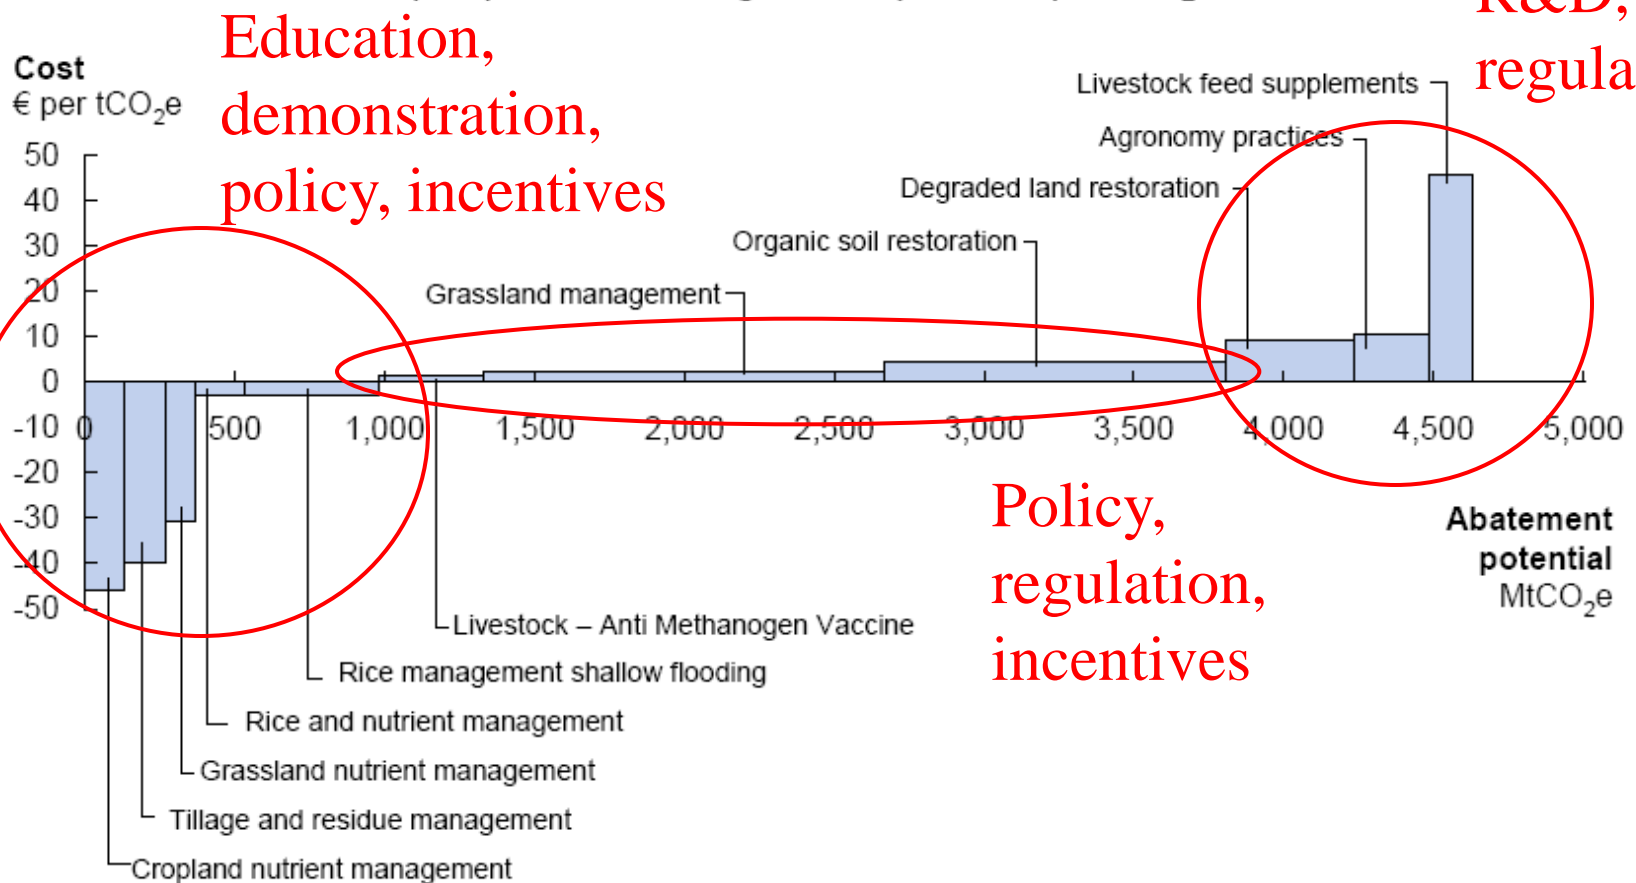 Education,
demonstration,
policy, incentives
R&D,
regula
Cost
€ per tCO₂e
50
40
30
20
10
0
-10
-20
-30
-40
-50
0
500
1,000
1,500
2,000
2,500
3,000
3,500
4,000
4,500
5,000
Livestock feed supplements
Agronomy practices
Degraded land restoration
Organic soil restoration
Grassland management
Livestock – Anti Methanogen Vaccine
Rice management shallow flooding
Rice and nutrient management
Grassland nutrient management
Tillage and residue management
Cropland nutrient management
Policy,
regulation,
incentives
Abatement
potential
MtCO₂e